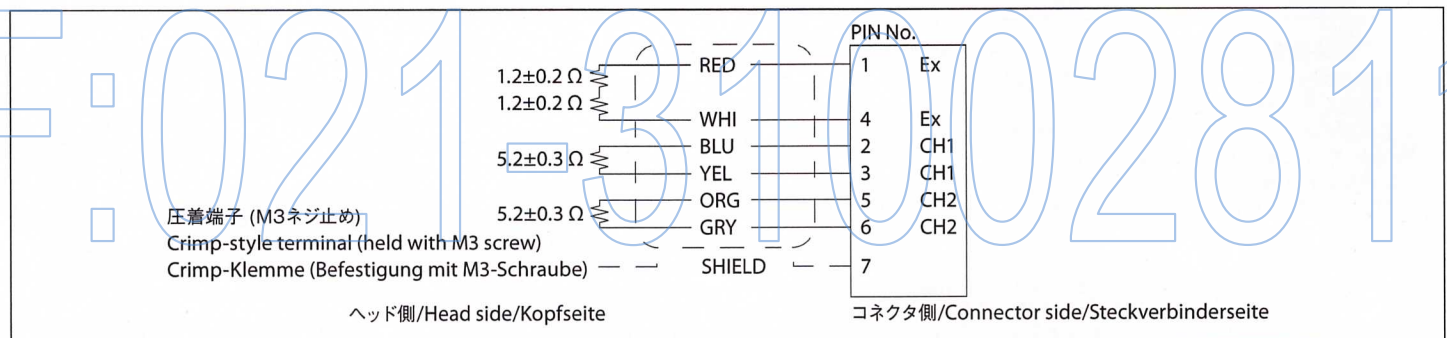 F:021-3100281-
PIN No.
1.2±0.2 Ω RED 1 Ex
1.2±0.2 Ω
WHI 4 Ex
BLU 2 CH1
5.2±0.3 Ω
YEL 3 CH1
ORG 5 CH2
圧着端子 (M3ネジ止め) 5.2±0.3 Ω
GRY 6 CH2
Crimp-style terminal (held with M3 screw)
Crimp-Klemme (Befestigung mit M3-Schraube) SHIELD 7
ヘッド側/Head side/Kopfseite
コネクタ側/Connector side/Steckverbinderseite